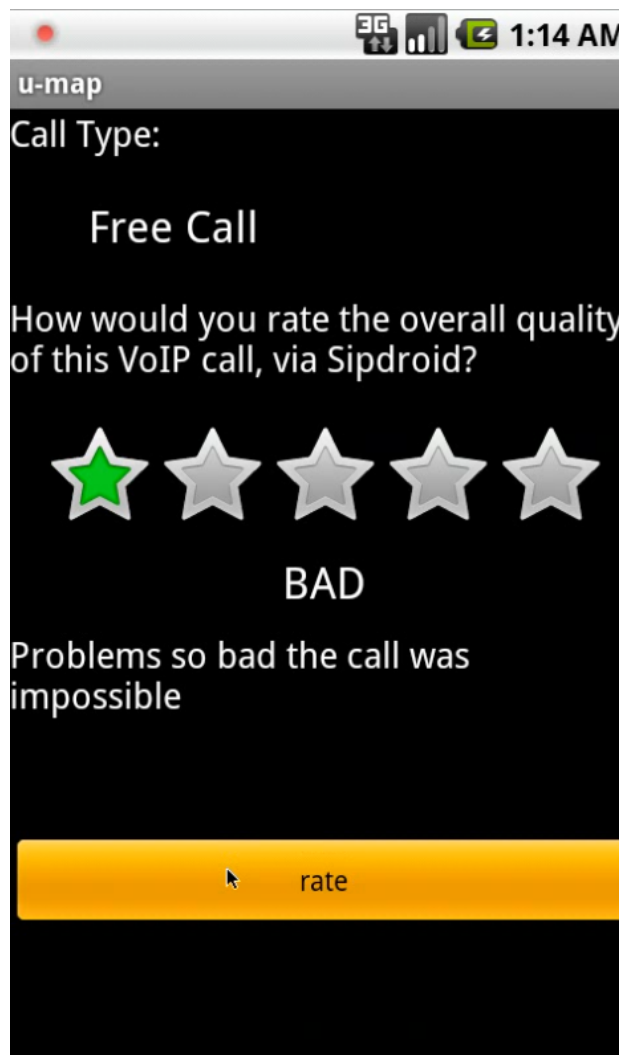 3G 1:14 AM
u-map
Call Type:
Free Call
How would you rate the overall quality
of this VoIP call, via Sipdroid?
BAD
Problems so bad the call was
impossible
rate